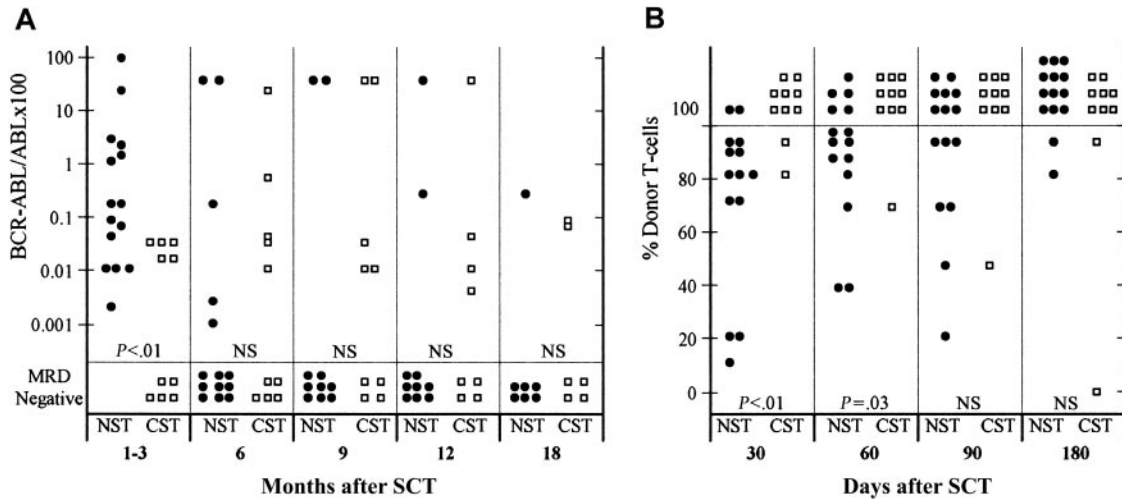 A
BCR-ABL/ABLx100
100
10
1
0.1
0.01
0.001
P<.01 NS NS NS NS
MRD
Negative
NST CST NST CST NST CST NST CST NST CST
1-3 6 9 12 18
Months after SCT
B
% Donor T-cells
100
80
60
40
20
0
P<.01 P=.03 NS NS
NST CST NST CST NST CST NST CST
30 60 90 180
Days after SCT